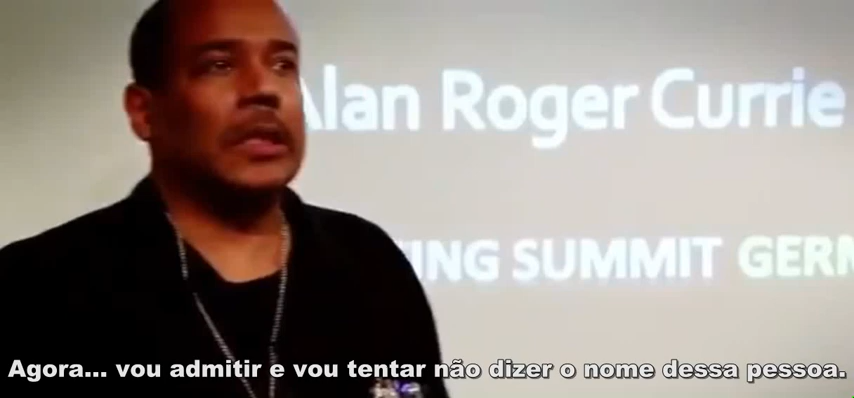 Alan Roger Currie
ING SUMMIT GERM
Agora... vou admitir e vou tentar não dizer o nome dessa pessoa.